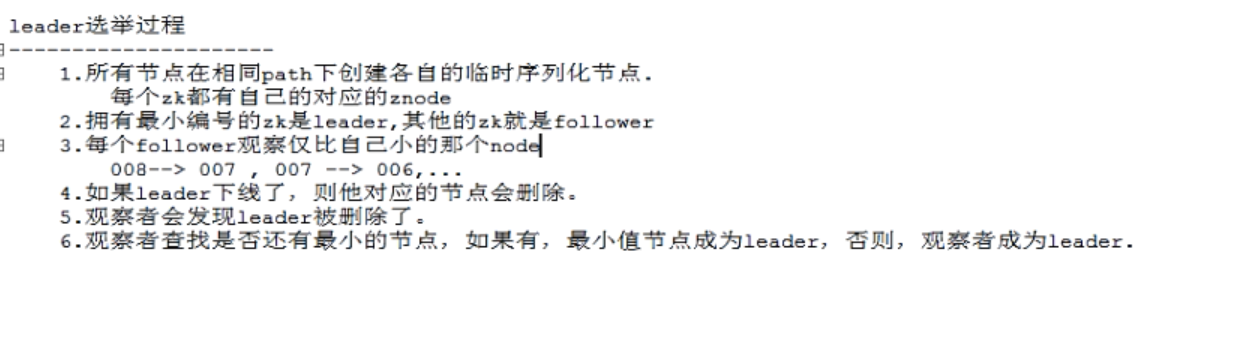 leader选举过程
---------------------
1.所有节点在相同path下创建各自的临时序列化节点.
每个zk都有自己的对应的znode
2.拥有最小编号的zk是leader,其他的zk就是follower
3.每个follower观察仅比自己小的那个node
008--> 007 , 007 --> 006,...
4.如果leader下线了，则他对应的节点会删除。
5.观察者会发现leader被删除了。
6.观察者查找是否还有最小的节点，如果有，最小值节点成为leader，否则，观察者成为leader.